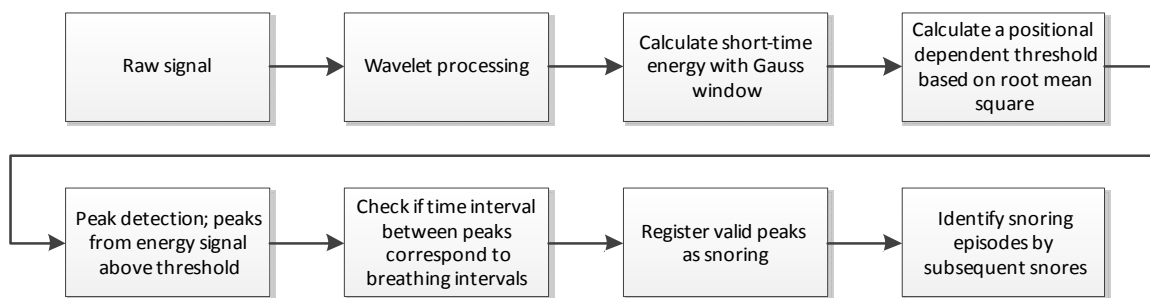 Raw signal
Wavelet processing
Calculate short-time
energy with Gauss
window
Calculate a positional
dependent threshold
based on root mean
square
Peak detection; peaks
from energy signal
above threshold
Check if time interval
between peaks
correspond to
breathing intervals
Register valid peaks
as snoring
Identify snoring
episodes by
subsequent snores